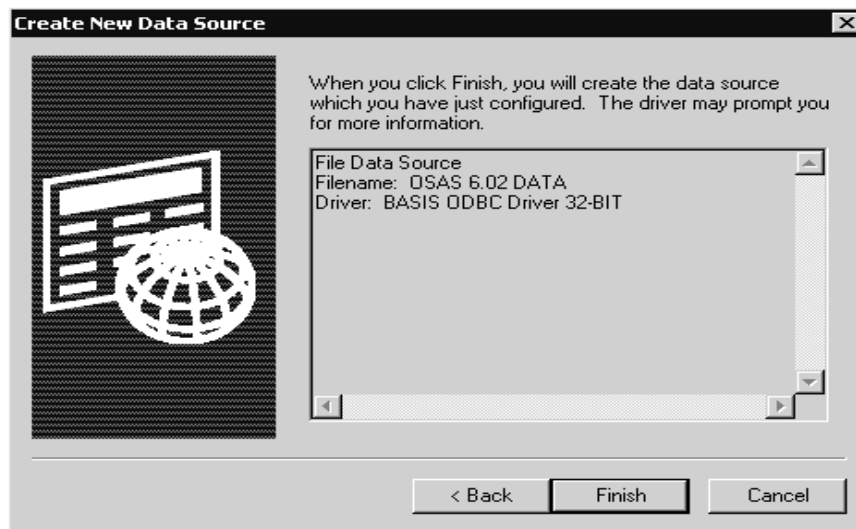 Create New Data Source
When you click Finish, you will create the data source
which you have just configured.  The driver may prompt you
for more information.
File Data Source
Filename:  OSAS 6.02 DATA
Driver:  BASIS ODBC Driver 32-BIT
< Back
Finish
Cancel